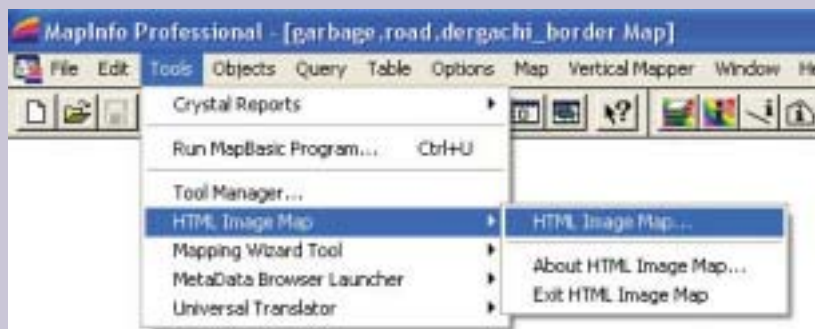 MapInfo Professional - [garbage,road,dergachi_border Map]
File Edit Tools Objects Query Table Options Map Vertical Mapper Window He
Crystal Reports
Run MapBasic Program... Ctrl+U
Tool Manager...
HTML Image Map HTML Image Map...
Mapping Wizard Tool About HTML Image Map...
MetaData Browser Launcher Exit HTML Image Map
Universal Translator